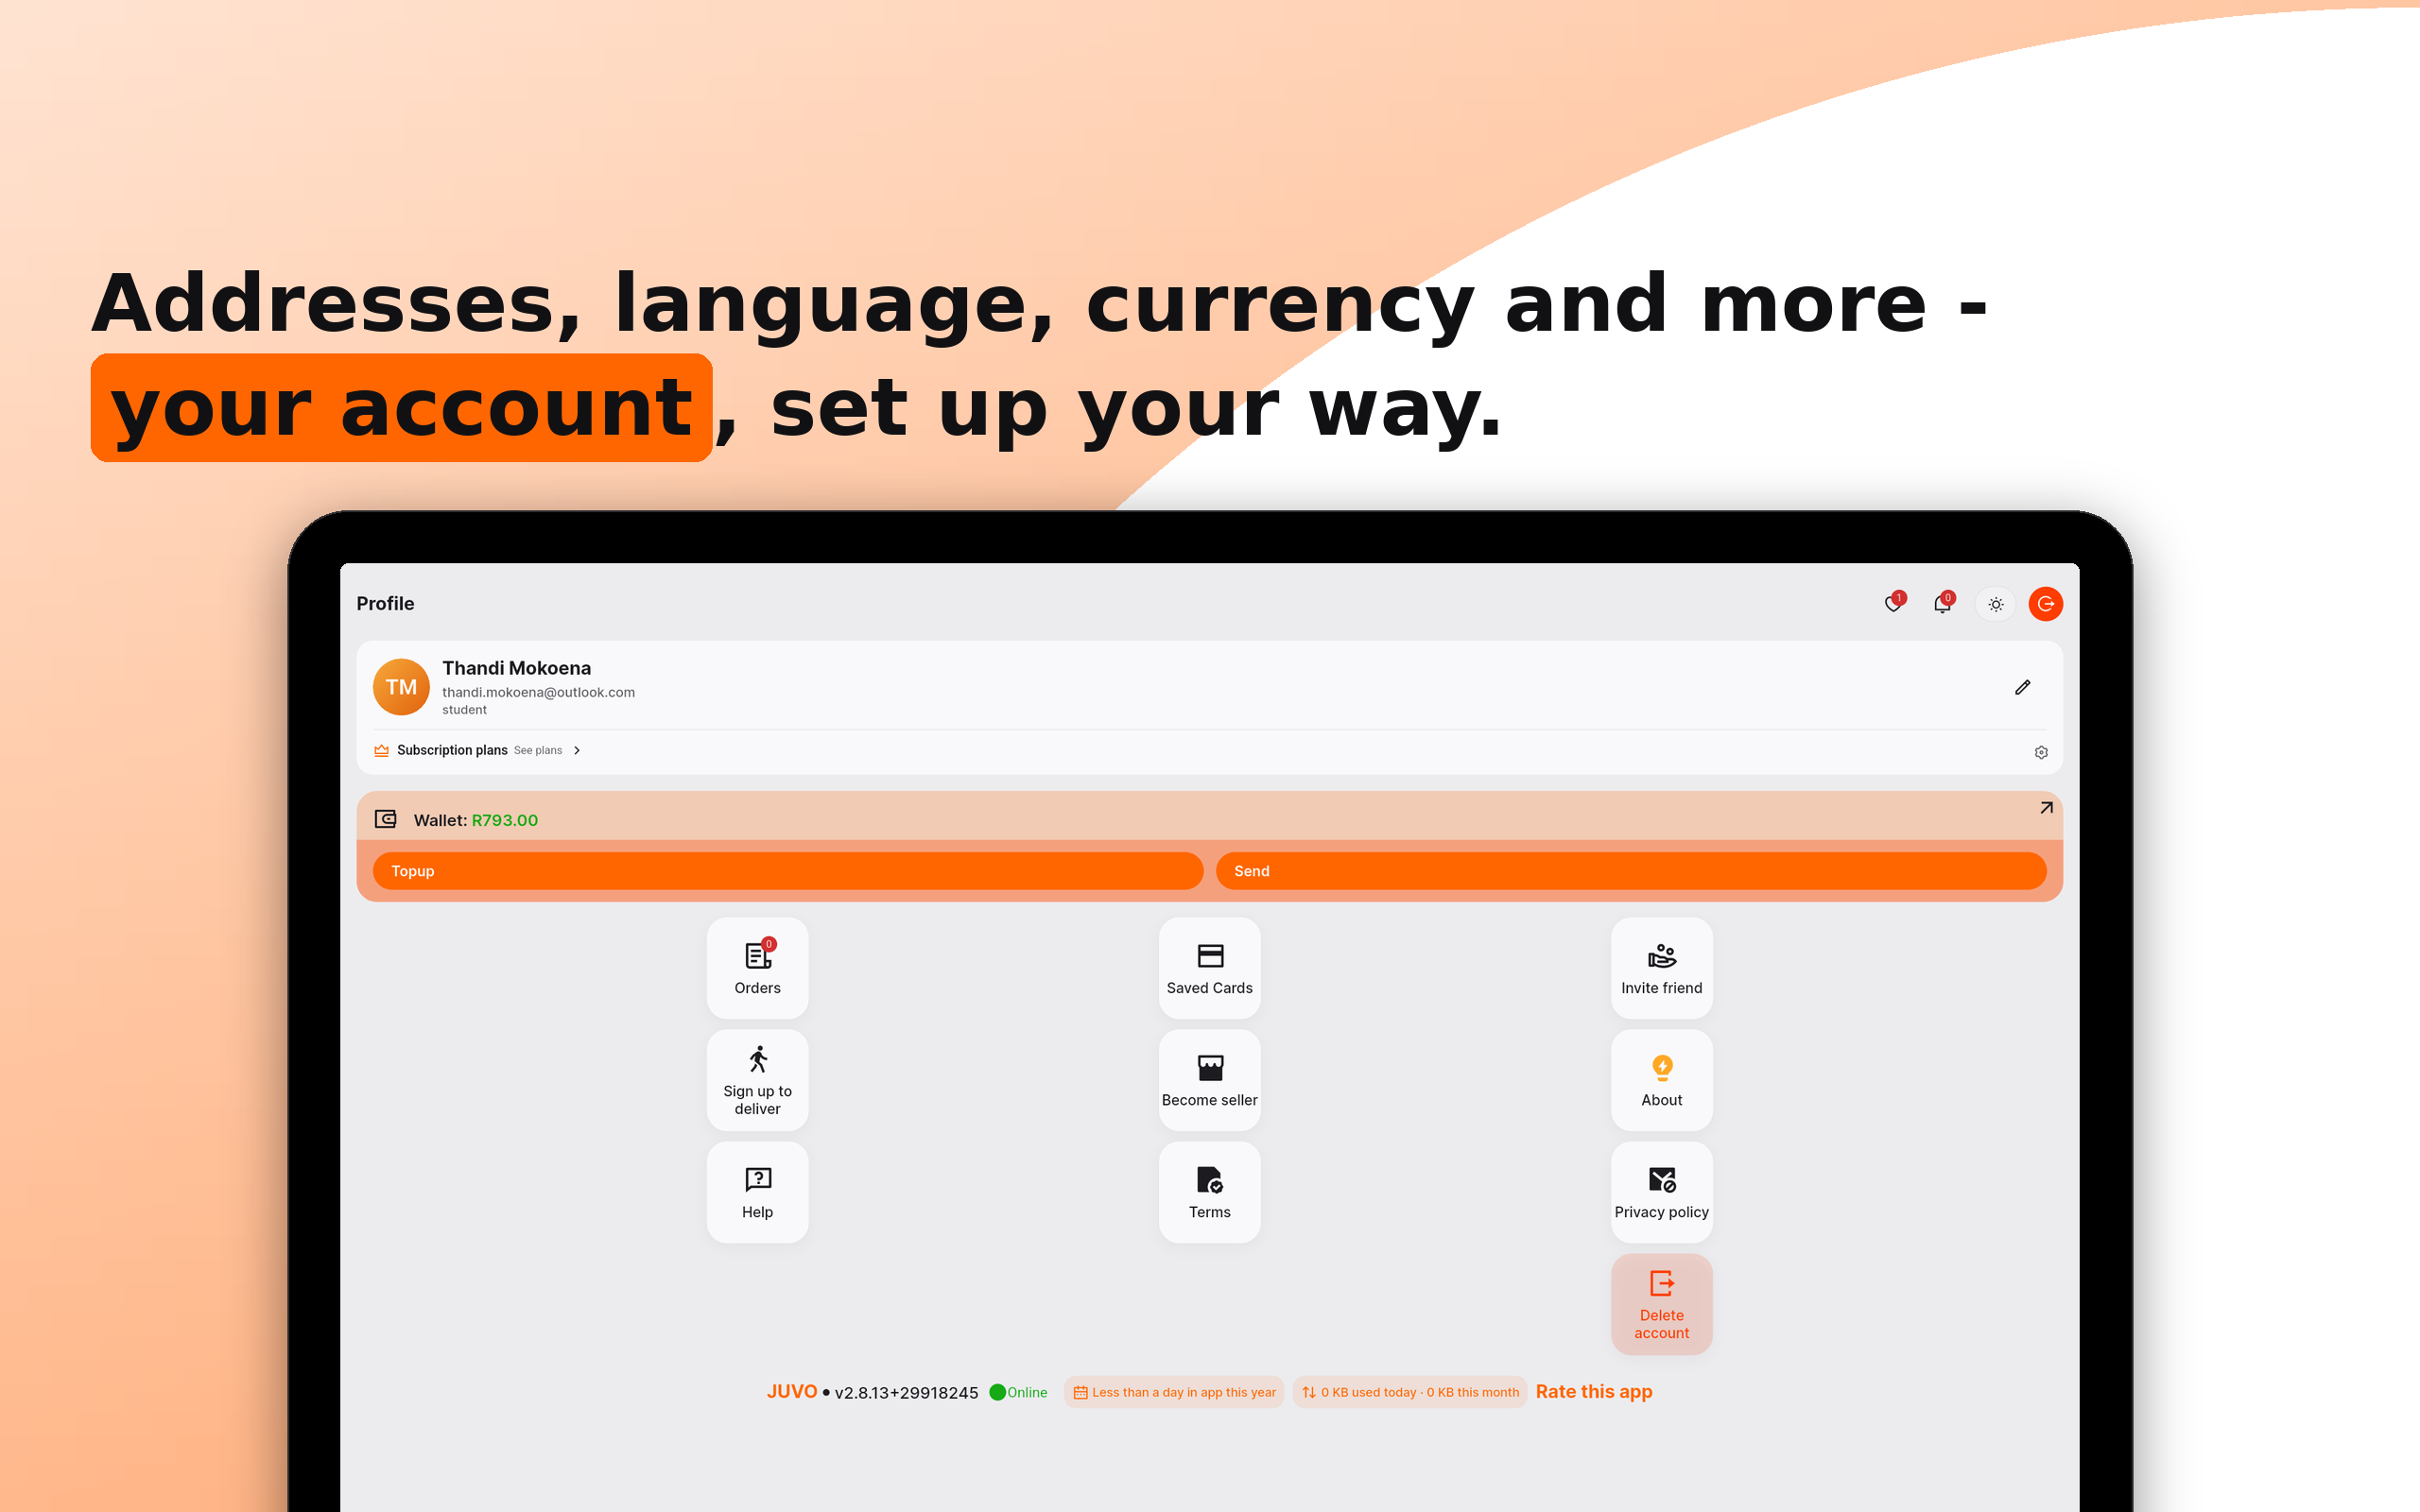 Addresses, language, currency and more -
your account, set up your way.
Profile
1
0
TM
Thandi Mokoena
thandi.mokoena@outlook.com
student
Subscription plans See plans
Wallet: R793.00
Topup
Send
0
Orders
Saved Cards
Invite friend
Sign up to
deliver
Become seller
About
Help
Terms
Privacy policy
Delete
account
JUVO • v2.8.13+29918245 Online Less than a day in app this year 0 KB used today · 0 KB this month Rate this app